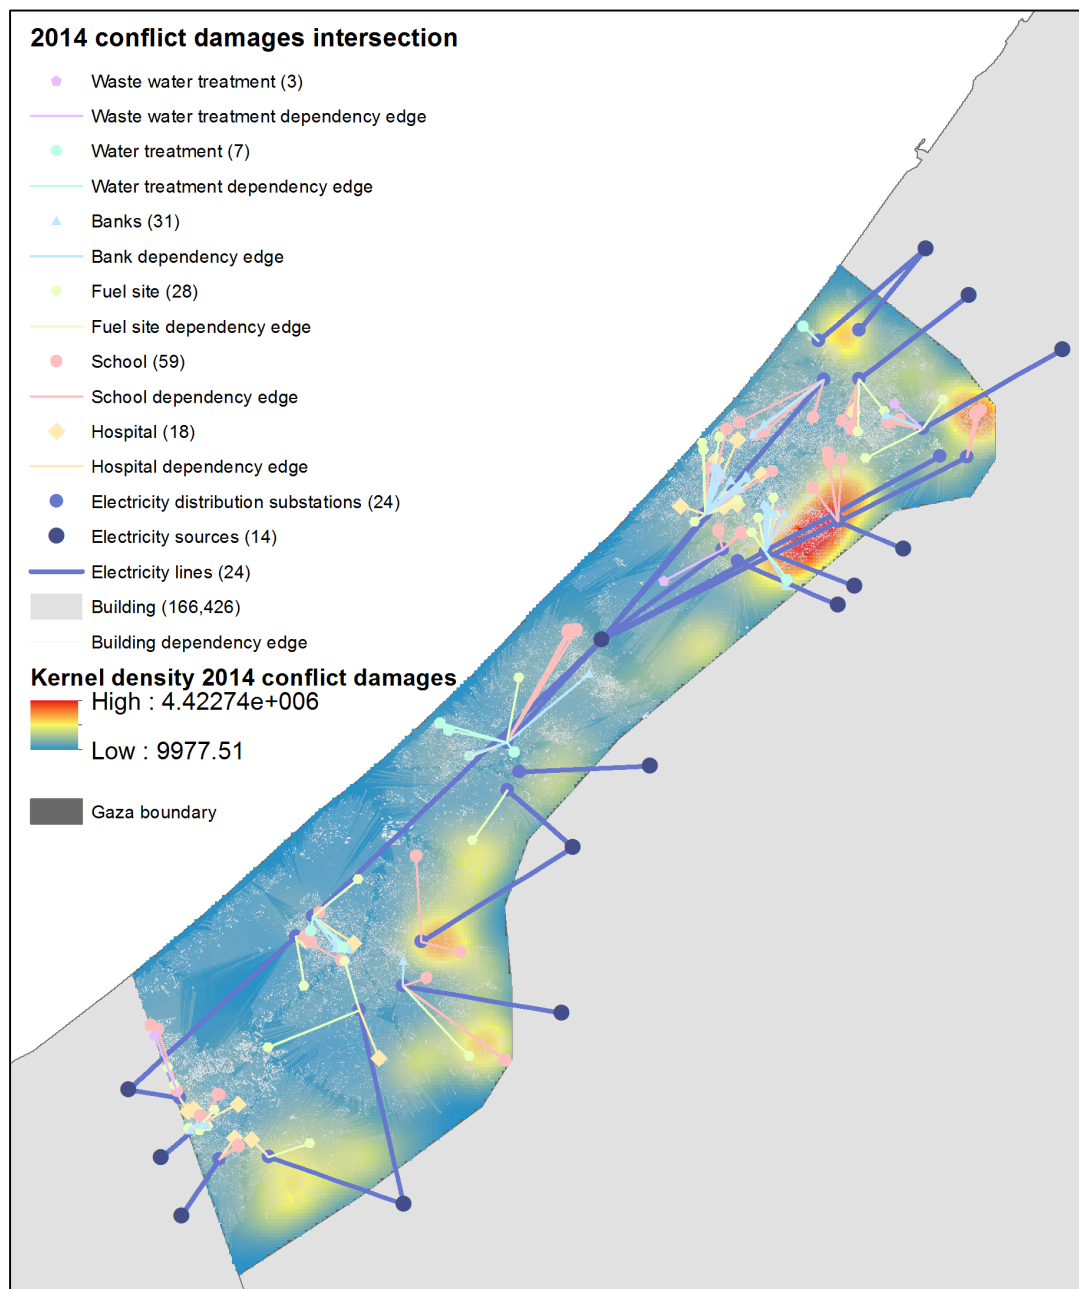 2014 conflict damages intersection
Waste water treatment (3)
Waste water treatment dependency edge
Water treatment (7)
Water treatment dependency edge
Banks (31)
Bank dependency edge
Fuel site (28)
Fuel site dependency edge
School (59)
School dependency edge
Hospital (18)
Hospital dependency edge
Electricity distribution substations (24)
Electricity sources (14)
Electricity lines (24)
Building (166,426)
Building dependency edge
Kernel density 2014 conflict damages
High : 4.42274e+006
Low : 9977.51
Gaza boundary